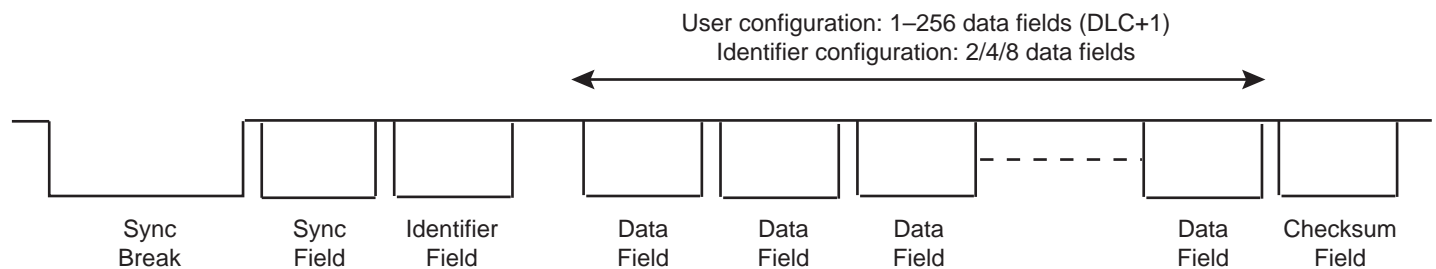 User configuration: 1–256 data fields (DLC+1)
Identifier configuration: 2/4/8 data fields
Sync
Break
Sync
Field
Identifier
Field
Data
Field
Data
Field
Data
Field
Data
Field
Checksum
Field